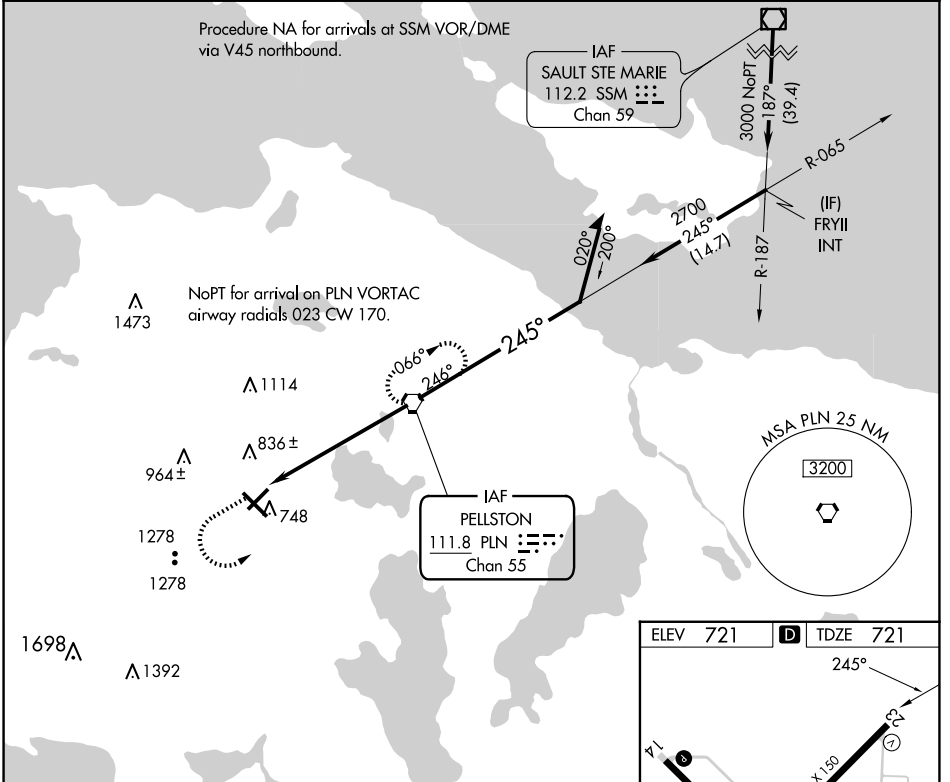 Procedure NA for arrivals at SSM VOR/DME
via V45 northbound.
IAF
SAULT STE MARIE
112.2 SSM
Chan 59
3000 NoPT
187°
(39.4)
R-065
(IF)
FRYII
INT
2700
245°
(14.7)
R-187
020°
200°
NoPT for arrival on PLN VORTAC
airway radials 023 CW 170.
1473
245°
066°
246°
1114
836 ±
964 ±
748
1278
1278
1698
1392
IAF
PELLSTON
111.8 PLN
Chan 55
MSA PLN 25 NM
3200
ELEV 721
D
TDZE 721
245°
23
V
14
P
X 150